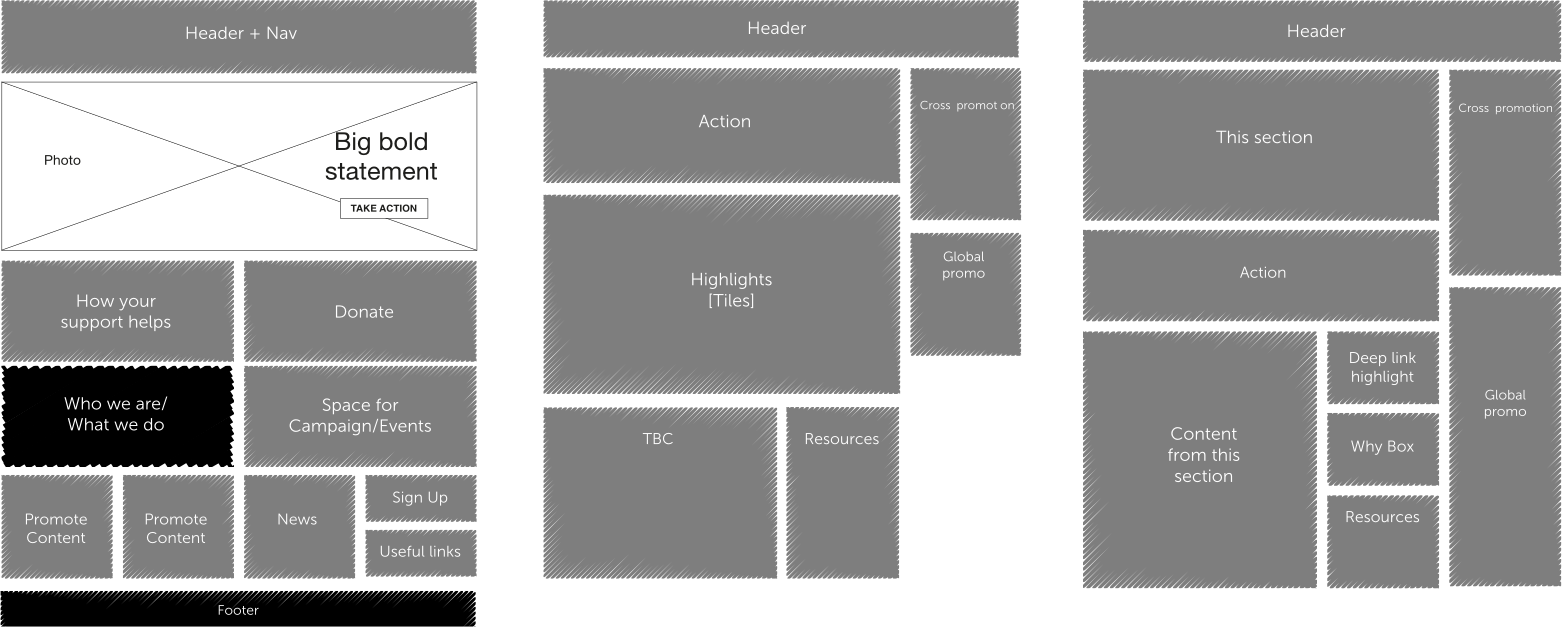 Header + Nav
Photo
Big bold
statement
TAKE ACTION
How your
support helps
Donate
Who we are/
What we do
Space for
Campaign/Events
Promote
Content
Promote
Content
News
Sign Up
Useful links
Footer
Header
Action
Cross promot on
Highlights
[Tiles]
Global
promo
TBC
Resources
Header
This section
Cross promotion
Action
Content
from this
section
Deep link
highlight
Why Box
Resources
Global
promo